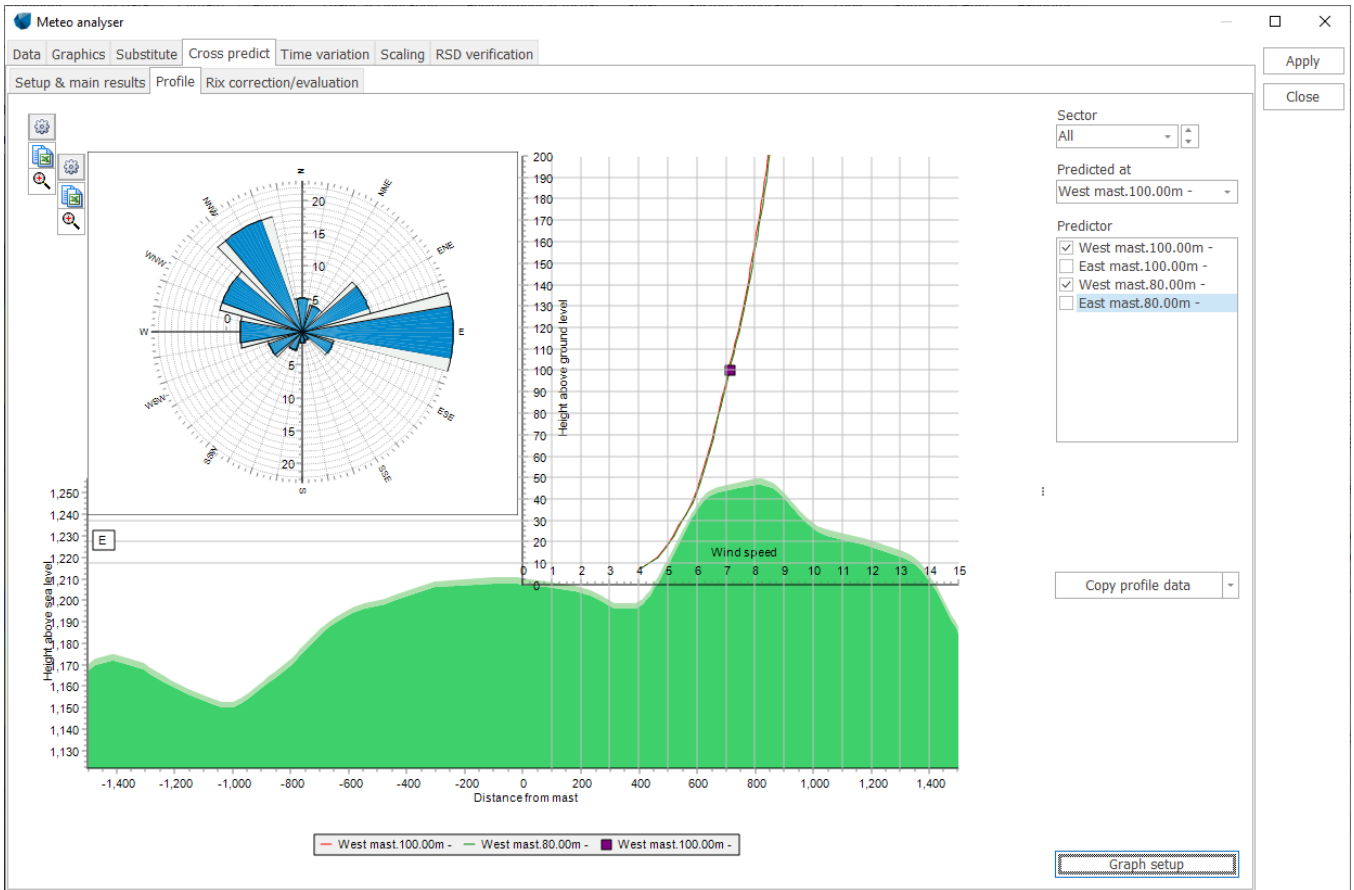 Meteo analyser
Data Graphics Substitute Cross predict Time variation Scaling RSD verification
Setup & main results Profile Rix correction/evaluation
Apply
Close
Sector
All
Predicted at
West mast.100.00m -
Predictor
West mast.100.00m -
East mast.100.00m -
West mast.80.00m -
East mast.80.00m -
Copy profile data
Graph setup
N
NNE
ENE
E
ESE
SSE
S
SSW
WSW
W
WNW
NNW
20
15
10
5
0
5
10
15
20
200
190
180
170
160
150
140
130
120
110
100
90
80
70
60
50
40
30
20
10
0
Height above ground level
Wind speed
0 1 2 3 4 5 6 7 8 9 10 11 12 13 14 15
E
1,250
1,240
1,230
1,220
1,210
1,200
1,190
1,180
1,170
1,160
1,150
1,140
1,130
Height above sea level
-1,400 -1,200 -1,000 -800 -600 -400 -200 0 200 400 600 800 1,000 1,200 1,400
Distance from mast
West mast.100.00m - West mast.80.00m - West mast.100.00m -